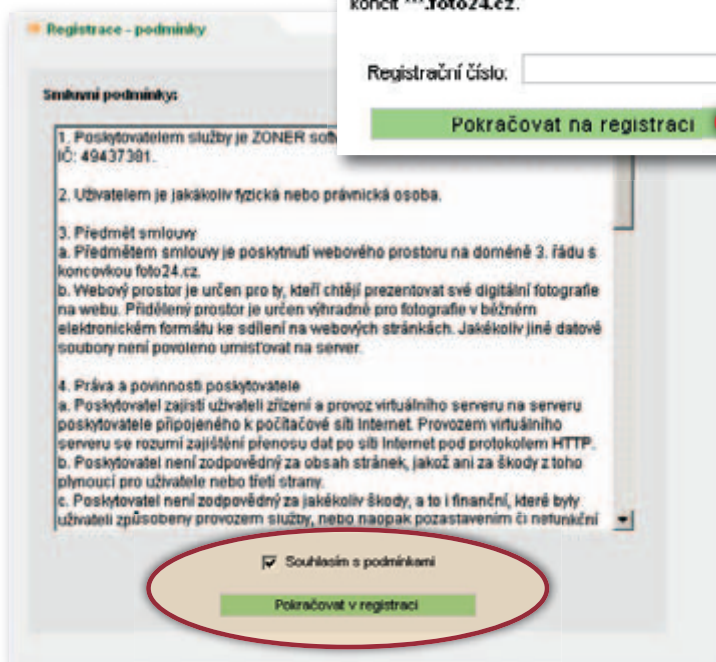 končit ***.foto24.cz.
Registrační číslo:
Pokračovat na registraci
Registrace - podmínky
Smluvní podmínky:
1. Poskytovatelem služby je ZONER
IČ: 49437381.
2. Uživatelem je jakákoliv fyzická nebo právnická osoba.
3. Předmět smlouvy
a. Předmětem smlouvy je poskytnutí webového prostoru na doméně 3. řádu s
koncovkou foto24.cz.
b. Webový prostor je určen pro ty, kteří chtějí prezentovat své digitální fotografie
na webu. Přidělený prostor je určen výhradně pro fotografie v běžném
elektronickém formátu ke sdílení na webových stránkách. Jakékoliv jiné datové
soubory není povoleno umisťovat na server.
4. Práva a povinnosti poskytovatele
a. Poskytovatel zajistí uživateli zřízení a provoz virtuálního serveru na serveru
poskytovatele připojeného k počítačové síti Internet. Provozem virtuálního
serveru se rozumí zajištění přenosu dat po síti Internet pod protokolem HTTP.
b. Poskytovatel není zodpovědný za obsah stránek, jakož ani za škody z toho
plynoucí pro uživatele nebo třetí strany.
c. Poskytovatel není zodpovědný za jakékoliv škody, a to i finanční, které byly
uživateli způsobeny provozem služby, nebo naopak pozastavením či nefunkční
Souhlasím s podmínkami
Pokračovat v registraci